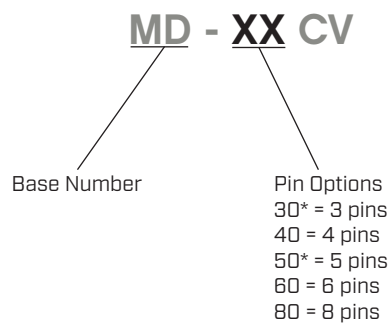 MD - XX CV
Base Number
Pin Options
30* = 3 pins
40 = 4 pins
50* = 5 pins
60 = 6 pins
80 = 8 pins